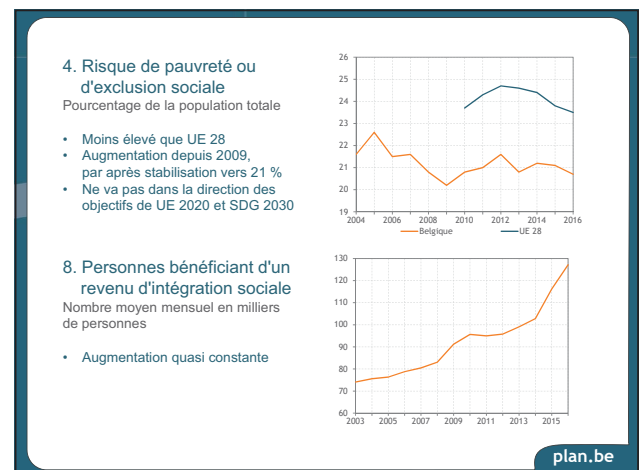 4. Risque de pauvreté ou
d'exclusion sociale
Pourcentage de la population totale
• Moins élevé que UE 28
• Augmentation depuis 2009,
par après stabilisation vers 21 %
• Ne va pas dans la direction des
objectifs de UE 2020 et SDG 2030
26
25
24
23
22
21
20
19
2004 2006 2008 2010 2012 2014 2016
Belgique UE 28
8. Personnes bénéficiant d'un
revenu d'intégration sociale
Nombre moyen mensuel en milliers
de personnes
• Augmentation quasi constante
130
120
110
100
90
80
70
60
2003 2005 2007 2009 2011 2013 2015
plan.be